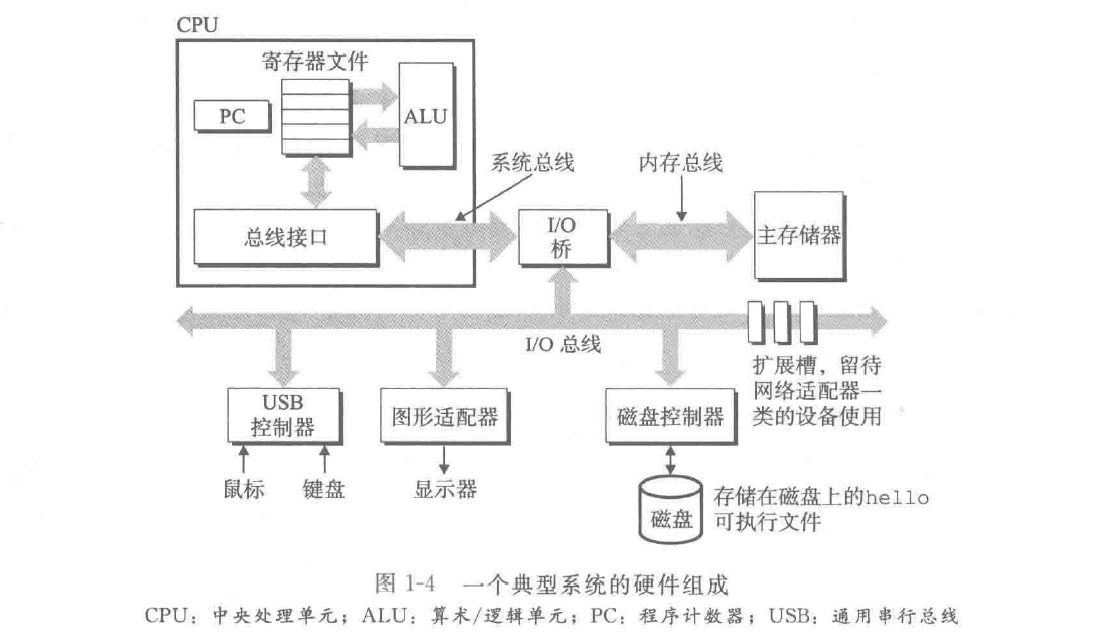 CPU
寄存器文件
PC
ALU
系统总线
内存总线
总线接口
I/O
桥
主存储器
I/O 总线
扩展槽，留待
网络适配器一
类的设备使用
USB
控制器
图形适配器
磁盘控制器
鼠标
键盘
显示器
磁盘
存储在磁盘上的hello
可执行文件
图 1-4 一个典型系统的硬件组成
CPU：中央处理单元；ALU：算术/逻辑单元；PC：程序计数器；USB：通用串行总线